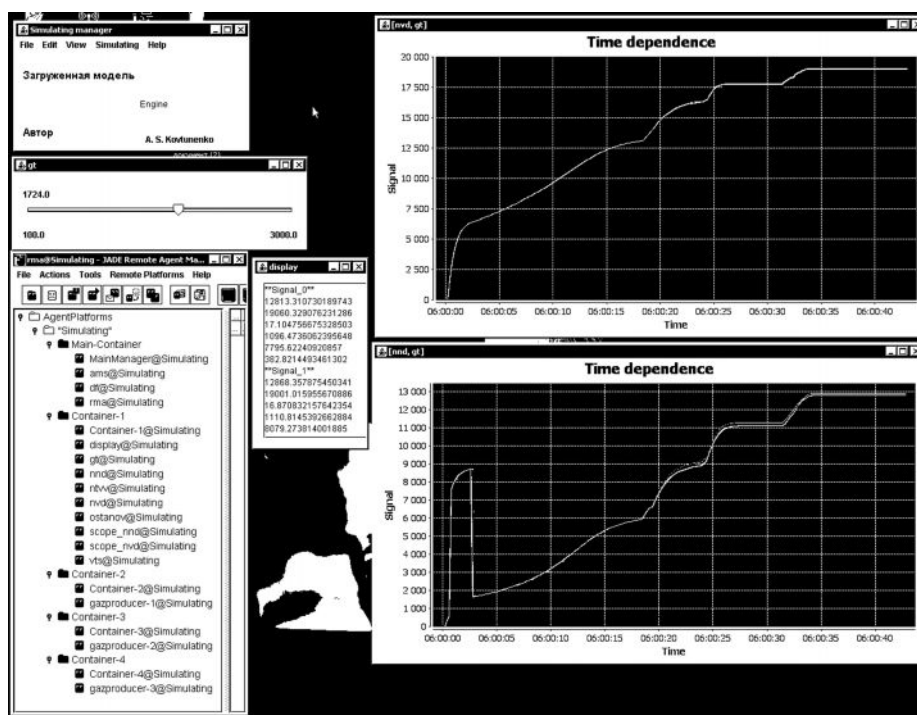 Simulating manager
File Edit View Simulating Help
Загруженная модель
Engine
Автор
A. S. Kovtunenko
gt
1724.0
100.0
3000.0
rma@Simulating - JADE Remote Agent Ma...
File Actions Tools Remote Platforms Help
AgentPlatforms
"Simulating"
Main-Container
MainManager@Simulating
ams@Simulating
df@Simulating
rma@Simulating
Container-1
Container-1@Simulating
display@Simulating
gt@Simulating
nnd@Simulating
ntvv@Simulating
nvd@Simulating
ostanov@Simulating
scope_nnd@Simulating
scope_nvd@Simulating
vts@Simulating
Container-2
Container-2@Simulating
gazproducer-1@Simulating
Container-3
Container-3@Simulating
gazproducer-2@Simulating
Container-4
Container-4@Simulating
gazproducer-3@Simulating
display
**Signal_0**
12813.310730189743
19060.329076231286
17.104756675328503
1096.4736062395648
7795.62240920857
382.8214493461302
**Signal_1**
12868.357875450341
19001.015955670886
16.870832157642354
1110.8145392662884
8079.273814001885
[nvd, gt]
Time dependence
20 000
17 500
15 000
12 500
10 000
7 500
5 000
2 500
0
Signal
06:00:00 06:00:05 06:00:10 06:00:15 06:00:20 06:00:25 06:00:30 06:00:35 06:00:40
Time
[nnd, gt]
Time dependence
13 000
12 000
11 000
10 000
9 000
8 000
7 000
6 000
5 000
4 000
3 000
2 000
1 000
0
Signal
06:00:00 06:00:05 06:00:10 06:00:15 06:00:20 06:00:25 06:00:30 06:00:35 06:00:40
Time